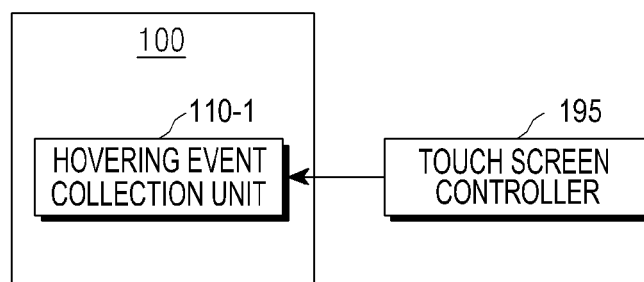 100
110-1
HOVERING EVENT
COLLECTION UNIT
195
TOUCH SCREEN
CONTROLLER